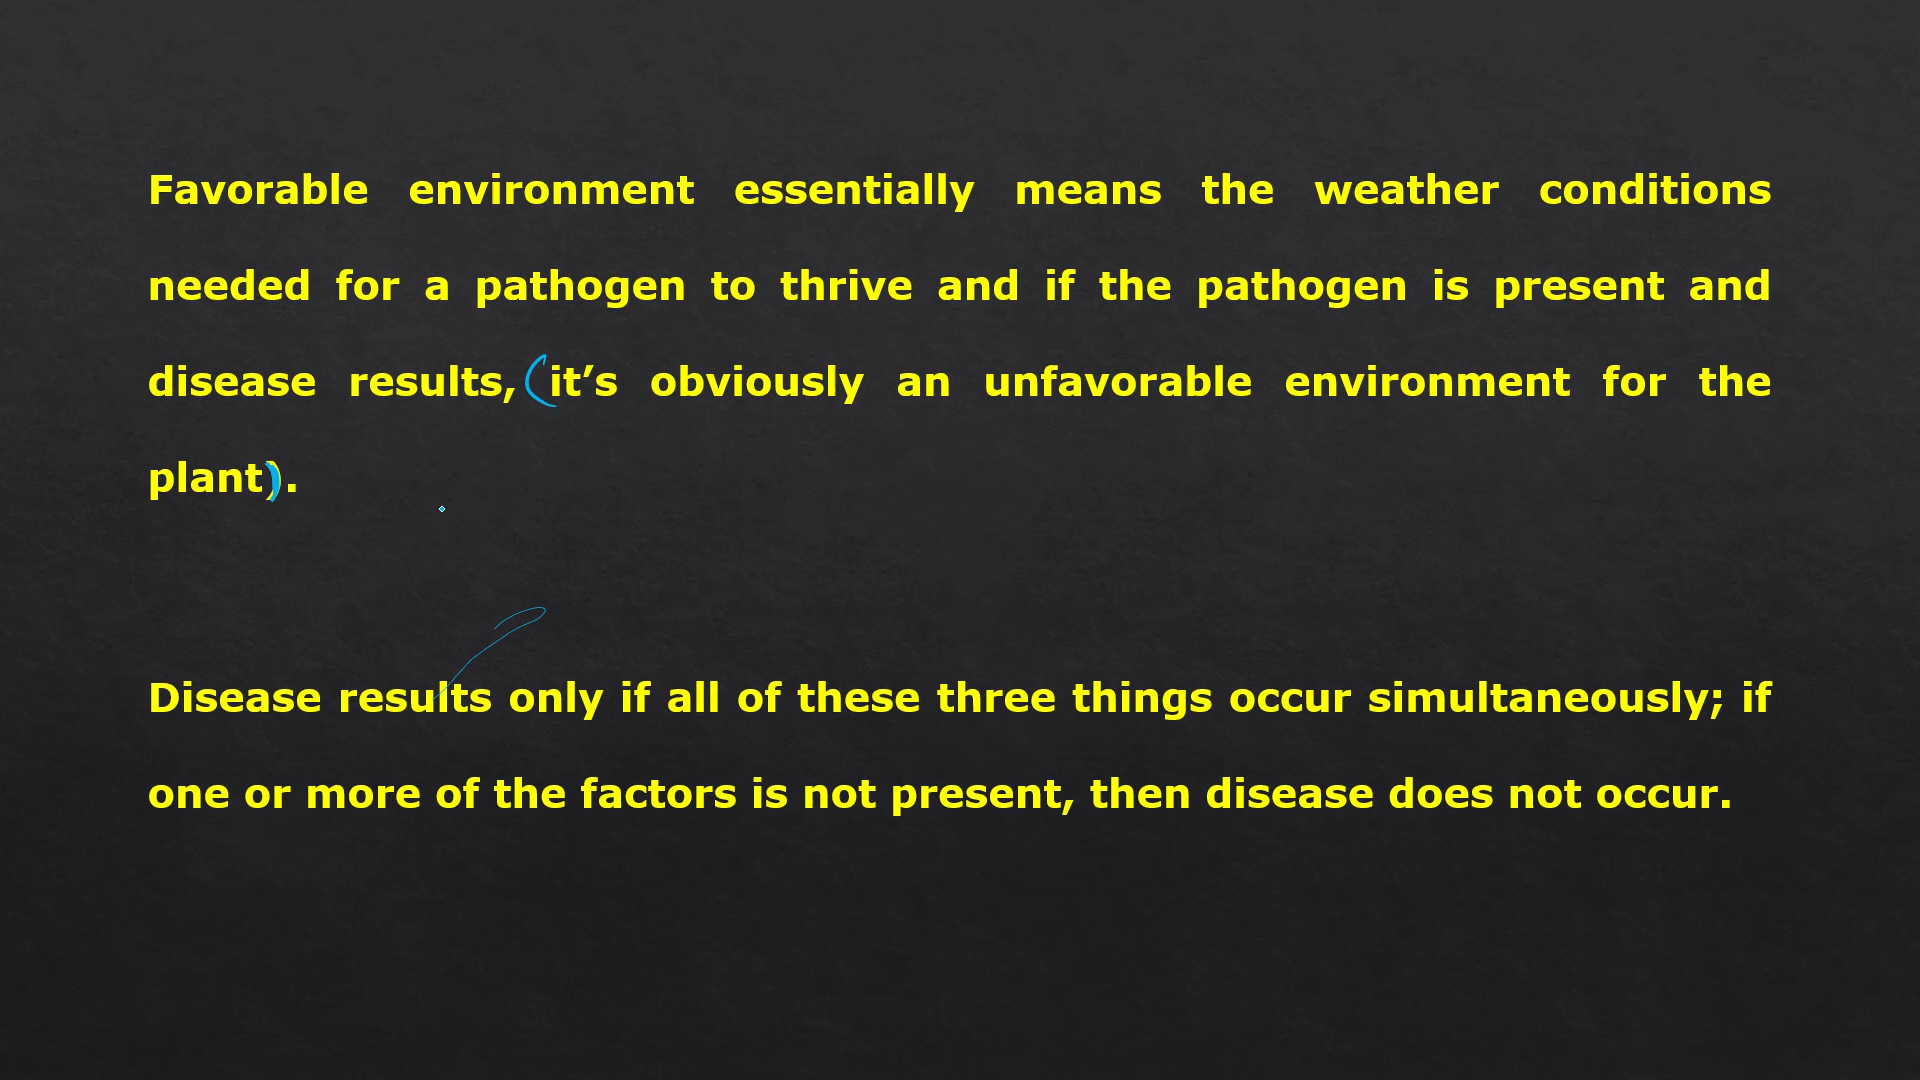 Favorable environment essentially means the weather conditions
needed for a pathogen to thrive and if the pathogen is present and
disease results, (it’s obviously an unfavorable environment for the
plant).
Disease results only if all of these three things occur simultaneously; if
one or more of the factors is not present, then disease does not occur.